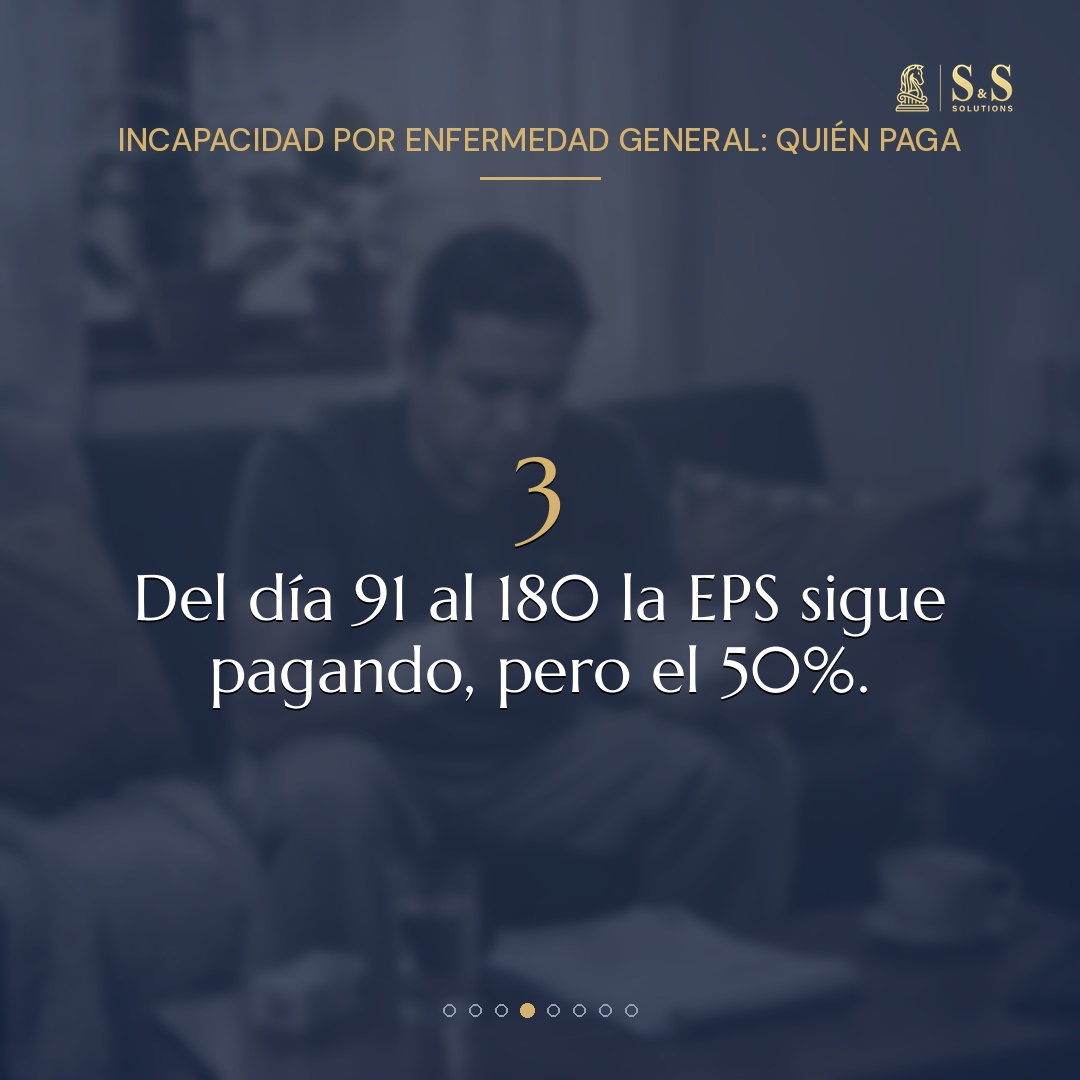 S&S
SOLUTIONS
INCAPACIDAD POR ENFERMEDAD GENERAL: QUIÉN PAGA
3
Del día 91 al 180 la EPS sigue
pagando, pero el 50%.